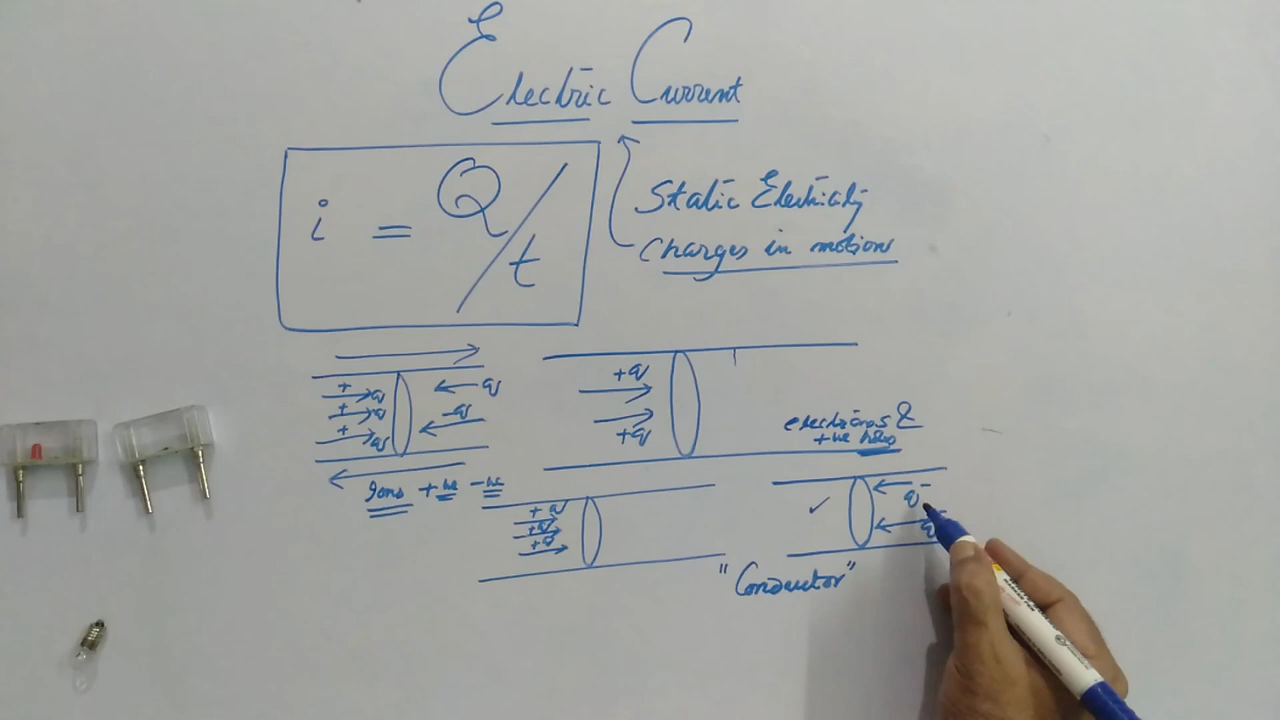 Electric Current
i = Q/t
Static Electricity
Charges in motion
+q
+q
+ q
+ q
+ q
q
-q
electrons &
+ve holes
Ions +ve -ve
+q
+q
+q
q -
q
"Conductor"